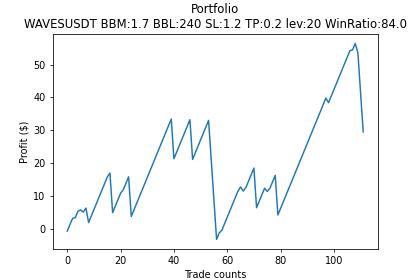 Portfolio
WAVESUSDT BBM:1.7 BBL:240 SL:1.2 TP:0.2 lev:20 WinRatio:84.0
Profit ($)
50
40
30
20
10
0
0 20 40 60 80 100
Trade counts